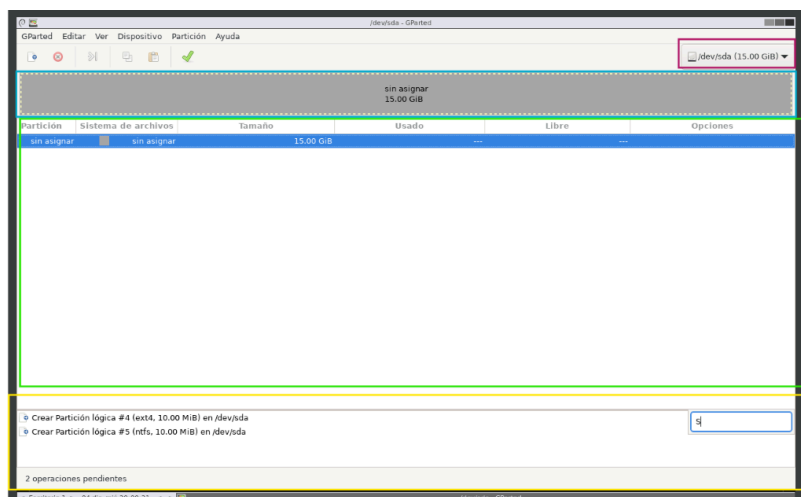 /dev/sda - GParted
GParted Editar Ver Dispositivo Partición Ayuda
/dev/sda (15.00 GiB)
sin asignar
15.00 GiB
Partición Sistema de archivos Tamaño Usado Libre Opciones
sin asignar sin asignar 15.00 GiB --- ---
Crear Partición lógica #4 (ext4, 10.00 MiB) en /dev/sda
s
Crear Partición lógica #5 (ntfs, 10.00 MiB) en /dev/sda
2 operaciones pendientes